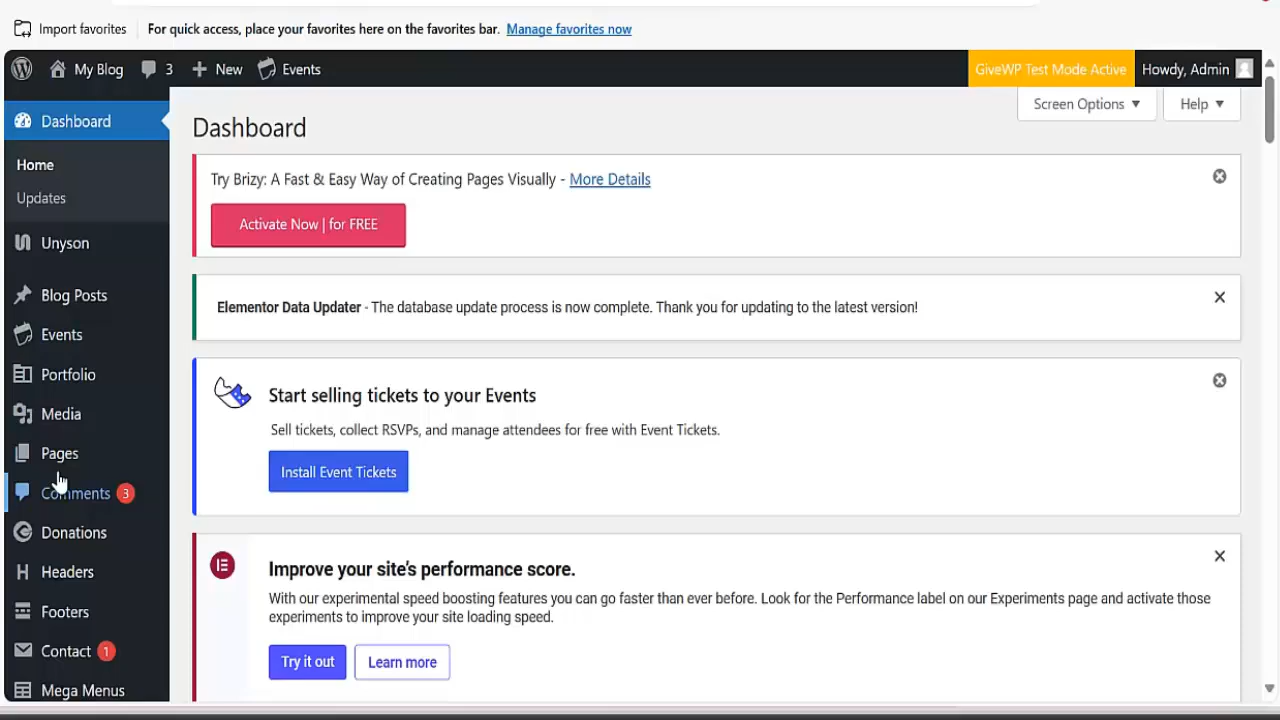 Import favorites
For quick access, place your favorites here on the favorites bar. Manage favorites now
My Blog
3
New
Events
GiveWP Test Mode Active
Howdy, Admin
Screen Options ▼
Help ▼
Dashboard
Home
Updates
Unyson
Blog Posts
Events
Portfolio
Media
Pages
Comments 3
Donations
Headers
Footers
Contact 1
Mega Menus
Dashboard
Try Brizy: A Fast & Easy Way of Creating Pages Visually - More Details
Activate Now | for FREE
Elementor Data Updater - The database update process is now complete. Thank you for updating to the latest version!
Start selling tickets to your Events
Sell tickets, collect RSVPs, and manage attendees for free with Event Tickets.
Install Event Tickets
Improve your site's performance score.
With our experimental speed boosting features you can go faster than ever before. Look for the Performance label on our Experiments page and activate those
experiments to improve your site loading speed.
Try it out
Learn more